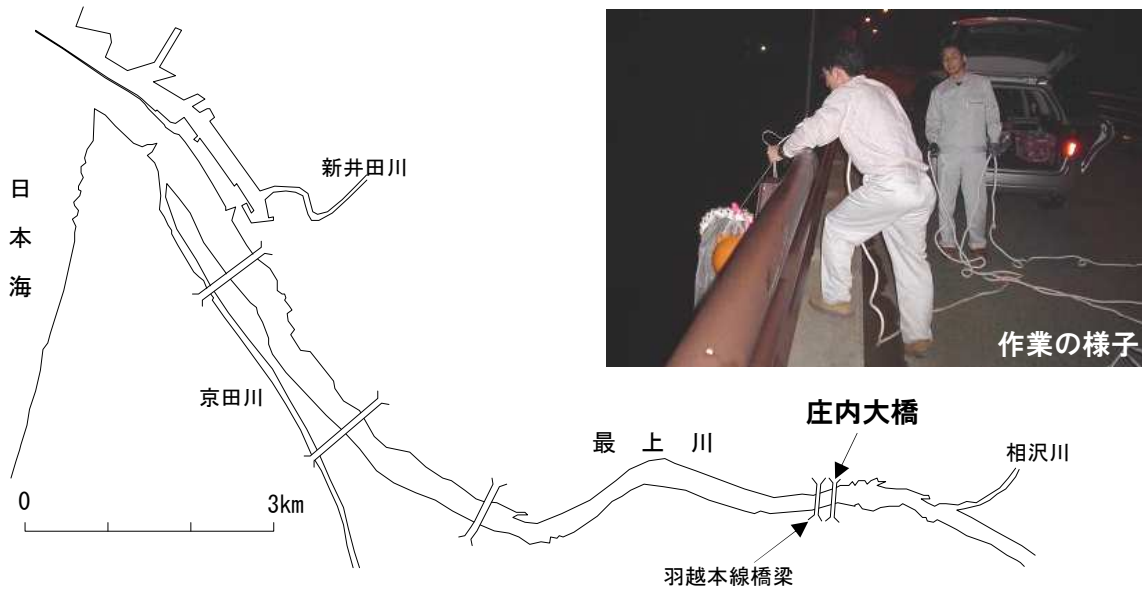 新井田川
日本海
作業の様子
京田川
庄内大橋
最上川
相沢川
0
3km
羽越本線橋梁